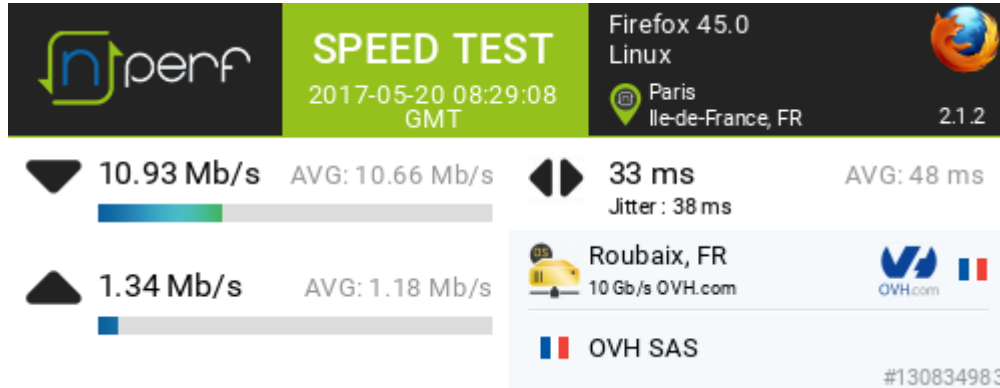 nperf
SPEED TEST
2017-05-20 08:29:08
GMT
Firefox 45.0
Linux
Paris
Ile-de-France, FR
2.1.2
10.93 Mb/s AVG: 10.66 Mb/s
1.34 Mb/s AVG: 1.18 Mb/s
33 ms AVG: 48 ms
Jitter : 38 ms
Roubaix, FR
10 Gb/s OVH.com
OVH.com
OVH SAS
#130834983